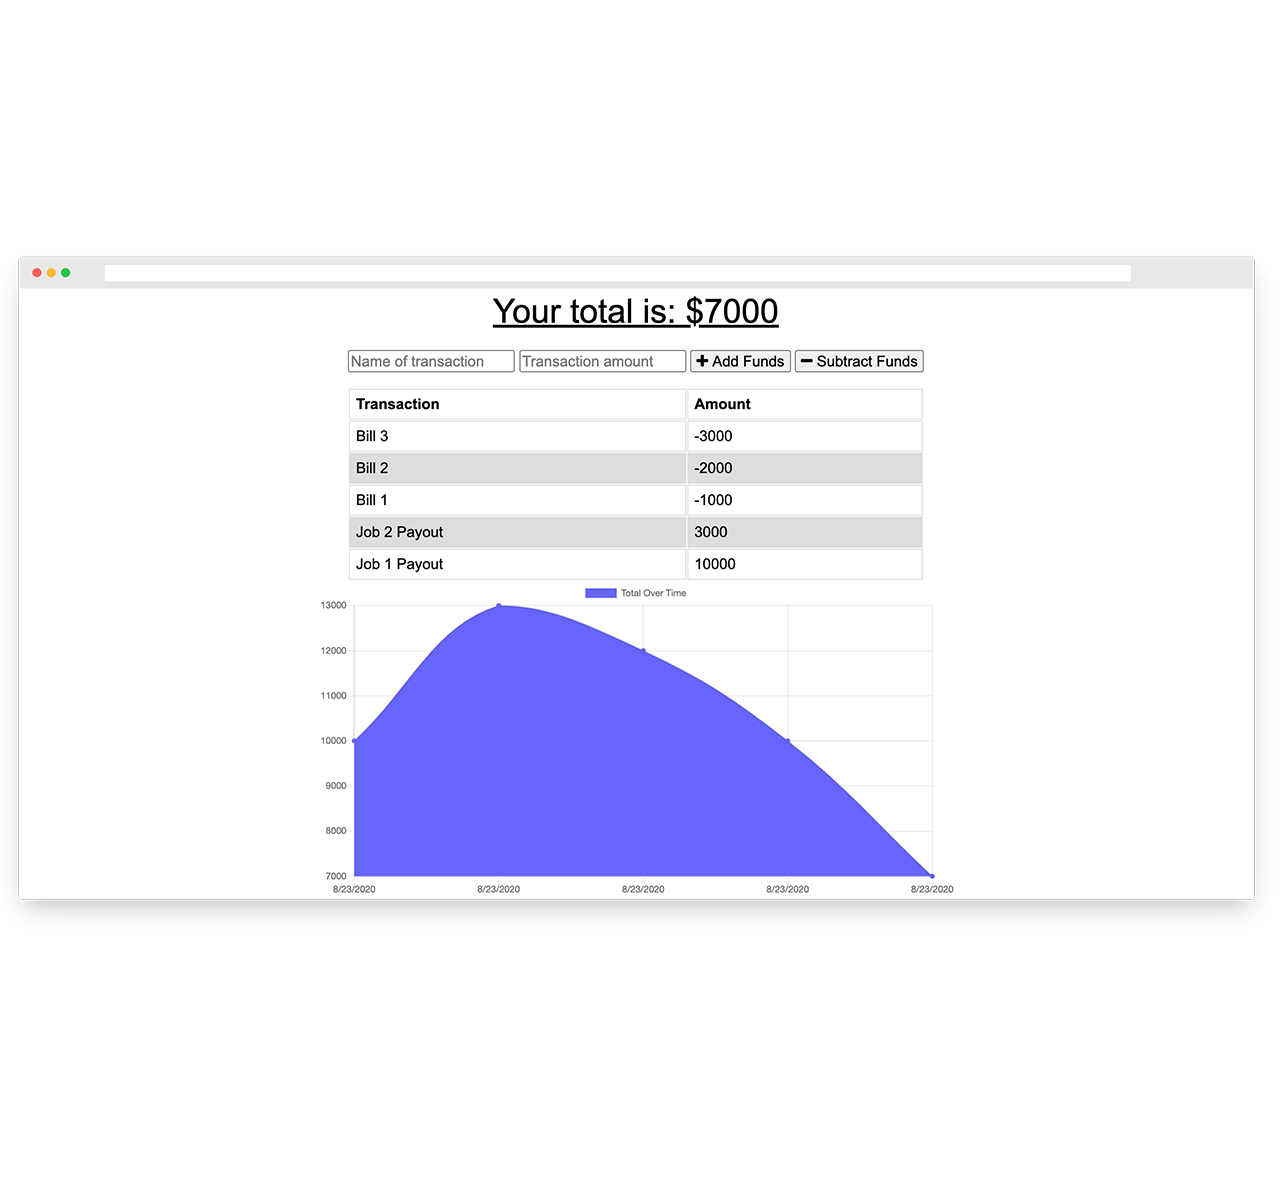 Your total is: $7000
Name of transaction Transaction amount Add Funds Subtract Funds
Transaction Amount
Bill 3 -3000
Bill 2 -2000
Bill 1 -1000
Job 2 Payout 3000
Job 1 Payout 10000
Total Over Time
13000
12000
11000
10000
9000
8000
7000
8/23/2020 8/23/2020 8/23/2020 8/23/2020 8/23/2020